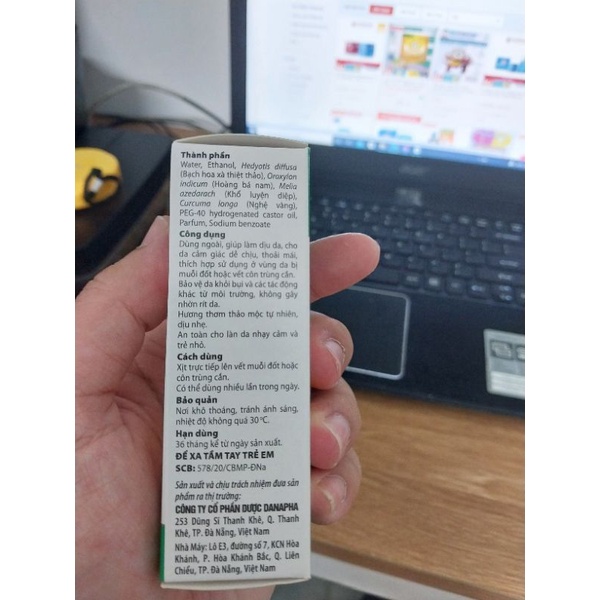 Thành phần
Water, Ethanol, Hedyotis diffusa
(Bạch hoa xà thiệt thảo), Oroxylon
indicum (Hoàng bá nam), Melia
azedarach (Khổ luyện diệp),
Curcuma longa (Nghệ vàng),
PEG-40 hydrogenated castor oil,
Parfum, Sodium benzoate
Công dụng
Dùng ngoài, giúp làm dịu da, cho
da cảm giác dễ chịu, thoải mái,
thích hợp sử dụng ở vùng da bị
muỗi đốt hoặc vết côn trùng cắn.
Bảo vệ da khỏi bụi và các tác động
khác từ môi trường, không gây
nhờn rít da.
Hương thơm thảo mộc tự nhiên,
dịu nhẹ.
An toàn cho làn da nhạy cảm và
trẻ nhỏ.
Cách dùng
Xịt trực tiếp lên vết muỗi đốt hoặc
côn trùng cắn.
Có thể dùng nhiều lần trong ngày.
Bảo quản
Nơi khô thoáng, tránh ánh sáng,
nhiệt độ không quá 30 ºC.
Hạn dùng
36 tháng kể từ ngày sản xuất.
ĐỂ XA TẦM TAY TRẺ EM
SCB: 578/20/CBMP-ĐNa
Sản xuất và chịu trách nhiệm đưa sản
phẩm ra thị trường:
CÔNG TY CỔ PHẦN DƯỢC DANAPHA
253 Dũng Sĩ Thanh Khê, Q. Thanh
Khê, TP. Đà Nẵng, Việt Nam
Nhà Máy: Lô E3, đường số 7, KCN Hòa
Khánh, P. Hòa Khánh Bắc, Q. Liên
Chiểu, TP. Đà Nẵng, Việt Nam